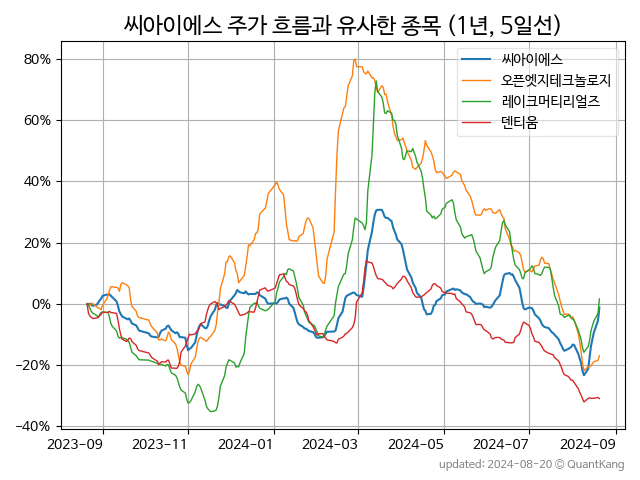 씨아이에스 주가 흐름과 유사한 종목 (1년, 5일선)
씨아이에스
오픈엣지테크놀로지
레이크머티리얼즈
덴티움
80%
60%
40%
20%
0%
−20%
−40%
2023-09 2023-11 2024-01 2024-03 2024-05 2024-07 2024-09
updated: 2024-08-20 © QuantKang